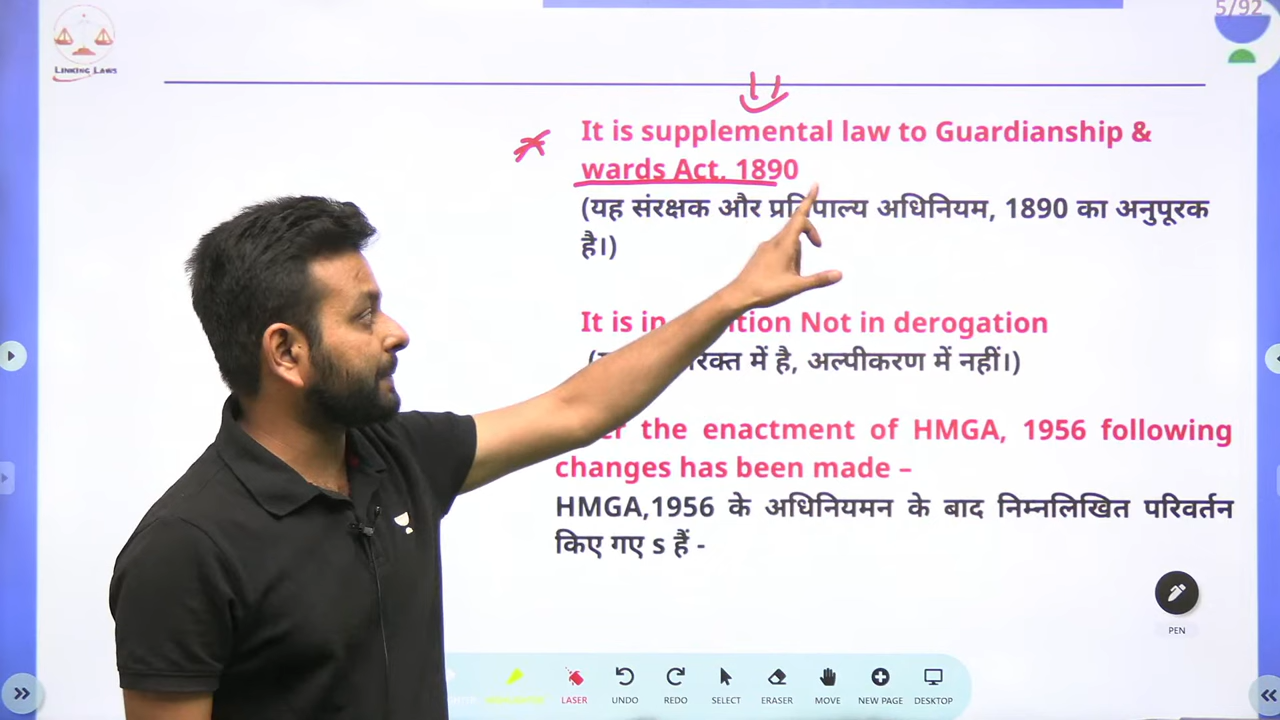 5/92
LINKING LAWS
It is supplemental law to Guardianship &
wards Act, 1890
(यह संरक्षक और प्रतिपाल्य अधिनियम, 1890 का अनुपूरक
है।)
It is in Not in derogation
में है, अल्पीकरण में नहीं।)
the enactment of HMGA, 1956 following
changes has been made –
HMGA,1956 के अधिनियमन के बाद निम्नलिखित परिवर्तन
किए गए s हैं -
PEN
LASER
UNDO
REDO
SELECT
ERASER
MOVE
NEW PAGE
DESKTOP